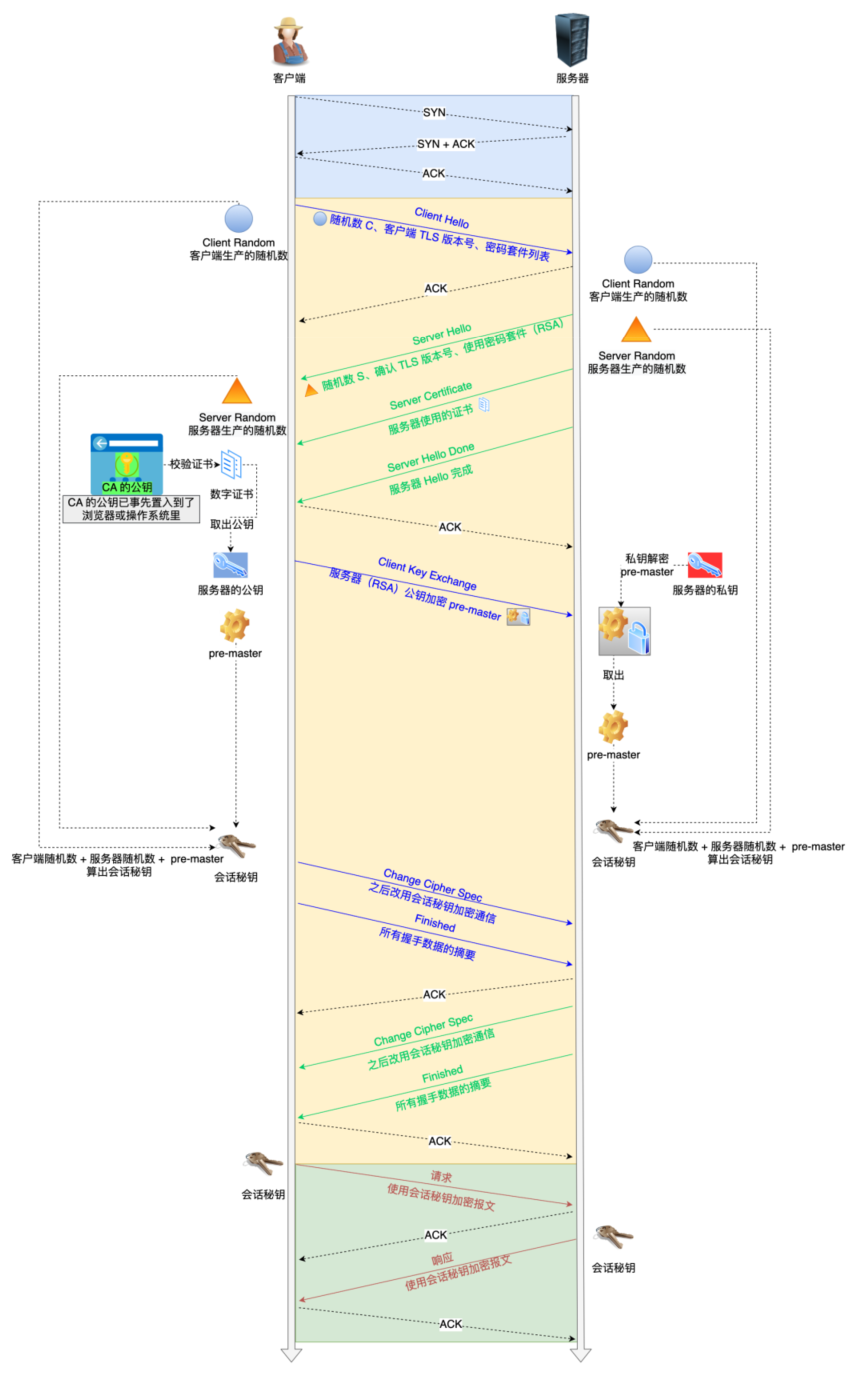 客户端
服务器
SYN
SYN + ACK
ACK
Client Hello
随机数 C、客户端 TLS 版本号、密码套件列表
Client Random
客户端生产的随机数
Client Random
客户端生产的随机数
ACK
Server Hello
随机数 S、确认 TLS 版本号、使用密码套件（RSA）
Server Random
服务器生产的随机数
Server Certificate
服务器使用的证书
Server Random
服务器生产的随机数
Server Hello Done
服务器 Hello 完成
校验证书
CA 的公钥
CA 的公钥已事先置入到了
浏览器或操作系统里
数字证书
取出公钥
ACK
服务器的公钥
Client Key Exchange
服务器（RSA）公钥加密 pre-master
私钥解密
pre-master
服务器的私钥
pre-master
取出
pre-master
客户端随机数 + 服务器随机数 + pre-master
算出会话秘钥
会话秘钥
会话秘钥
客户端随机数 + 服务器随机数 + pre-master
算出会话秘钥
Change Cipher Spec
之后改用会话秘钥加密通信
Finished
所有握手数据的摘要
ACK
Change Cipher Spec
之后改用会话秘钥加密通信
Finished
所有握手数据的摘要
ACK
会话秘钥
请求
使用会话秘钥加密报文
ACK
会话秘钥
响应
使用会话秘钥加密报文
ACK